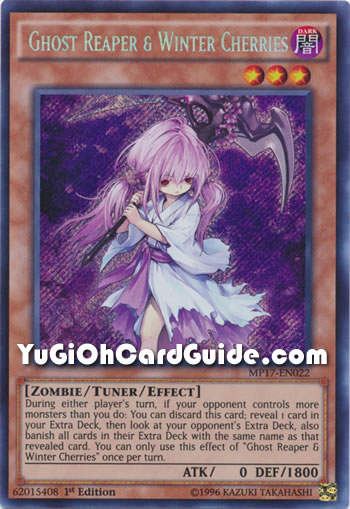 GHOST REAPER & WINTER CHERRIES
DARK
闇
YuGiOhCardGuide.com
MP17-EN022
[ZOMBIE/TUNER/EFFECT]
During either player's turn, if your opponent controls more
monsters than you do: You can discard this card; reveal 1 card in
your Extra Deck, then look at your opponent's Extra Deck, also
banish all cards in their Extra Deck with the same name as that
revealed card. You can only use this effect of "Ghost Reaper &
Winter Cherries" once per turn.
ATK/ 0 DEF/1800
62015408 1st Edition ©1996 KAZUKI TAKAHASHI